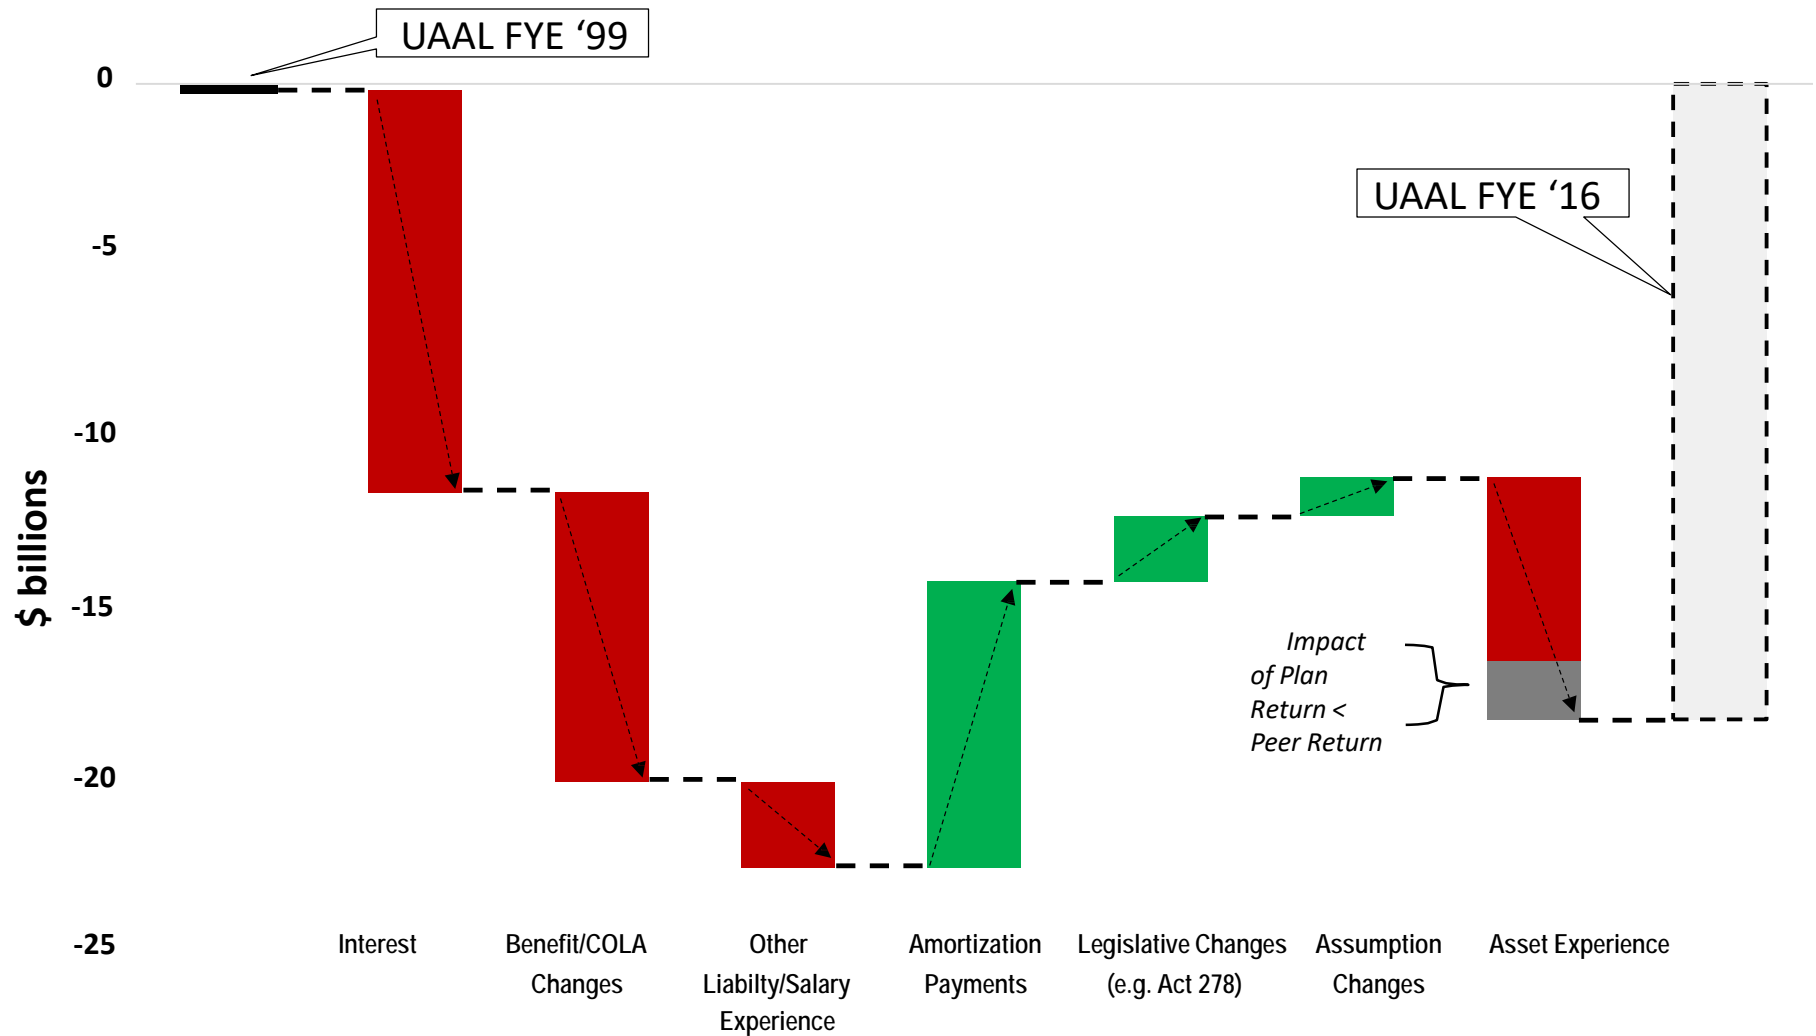 UAAL FYE ‘99
0
UAAL FYE ‘16
-5
-10
$ billions
-15
Impact
of Plan
Return <
Peer Return
-20
-25
Interest
Benefit/COLA
Changes
Other
Liabilty/Salary
Experience
Amortization
Payments
Legislative Changes
(e.g. Act 278)
Assumption
Changes
Asset Experience